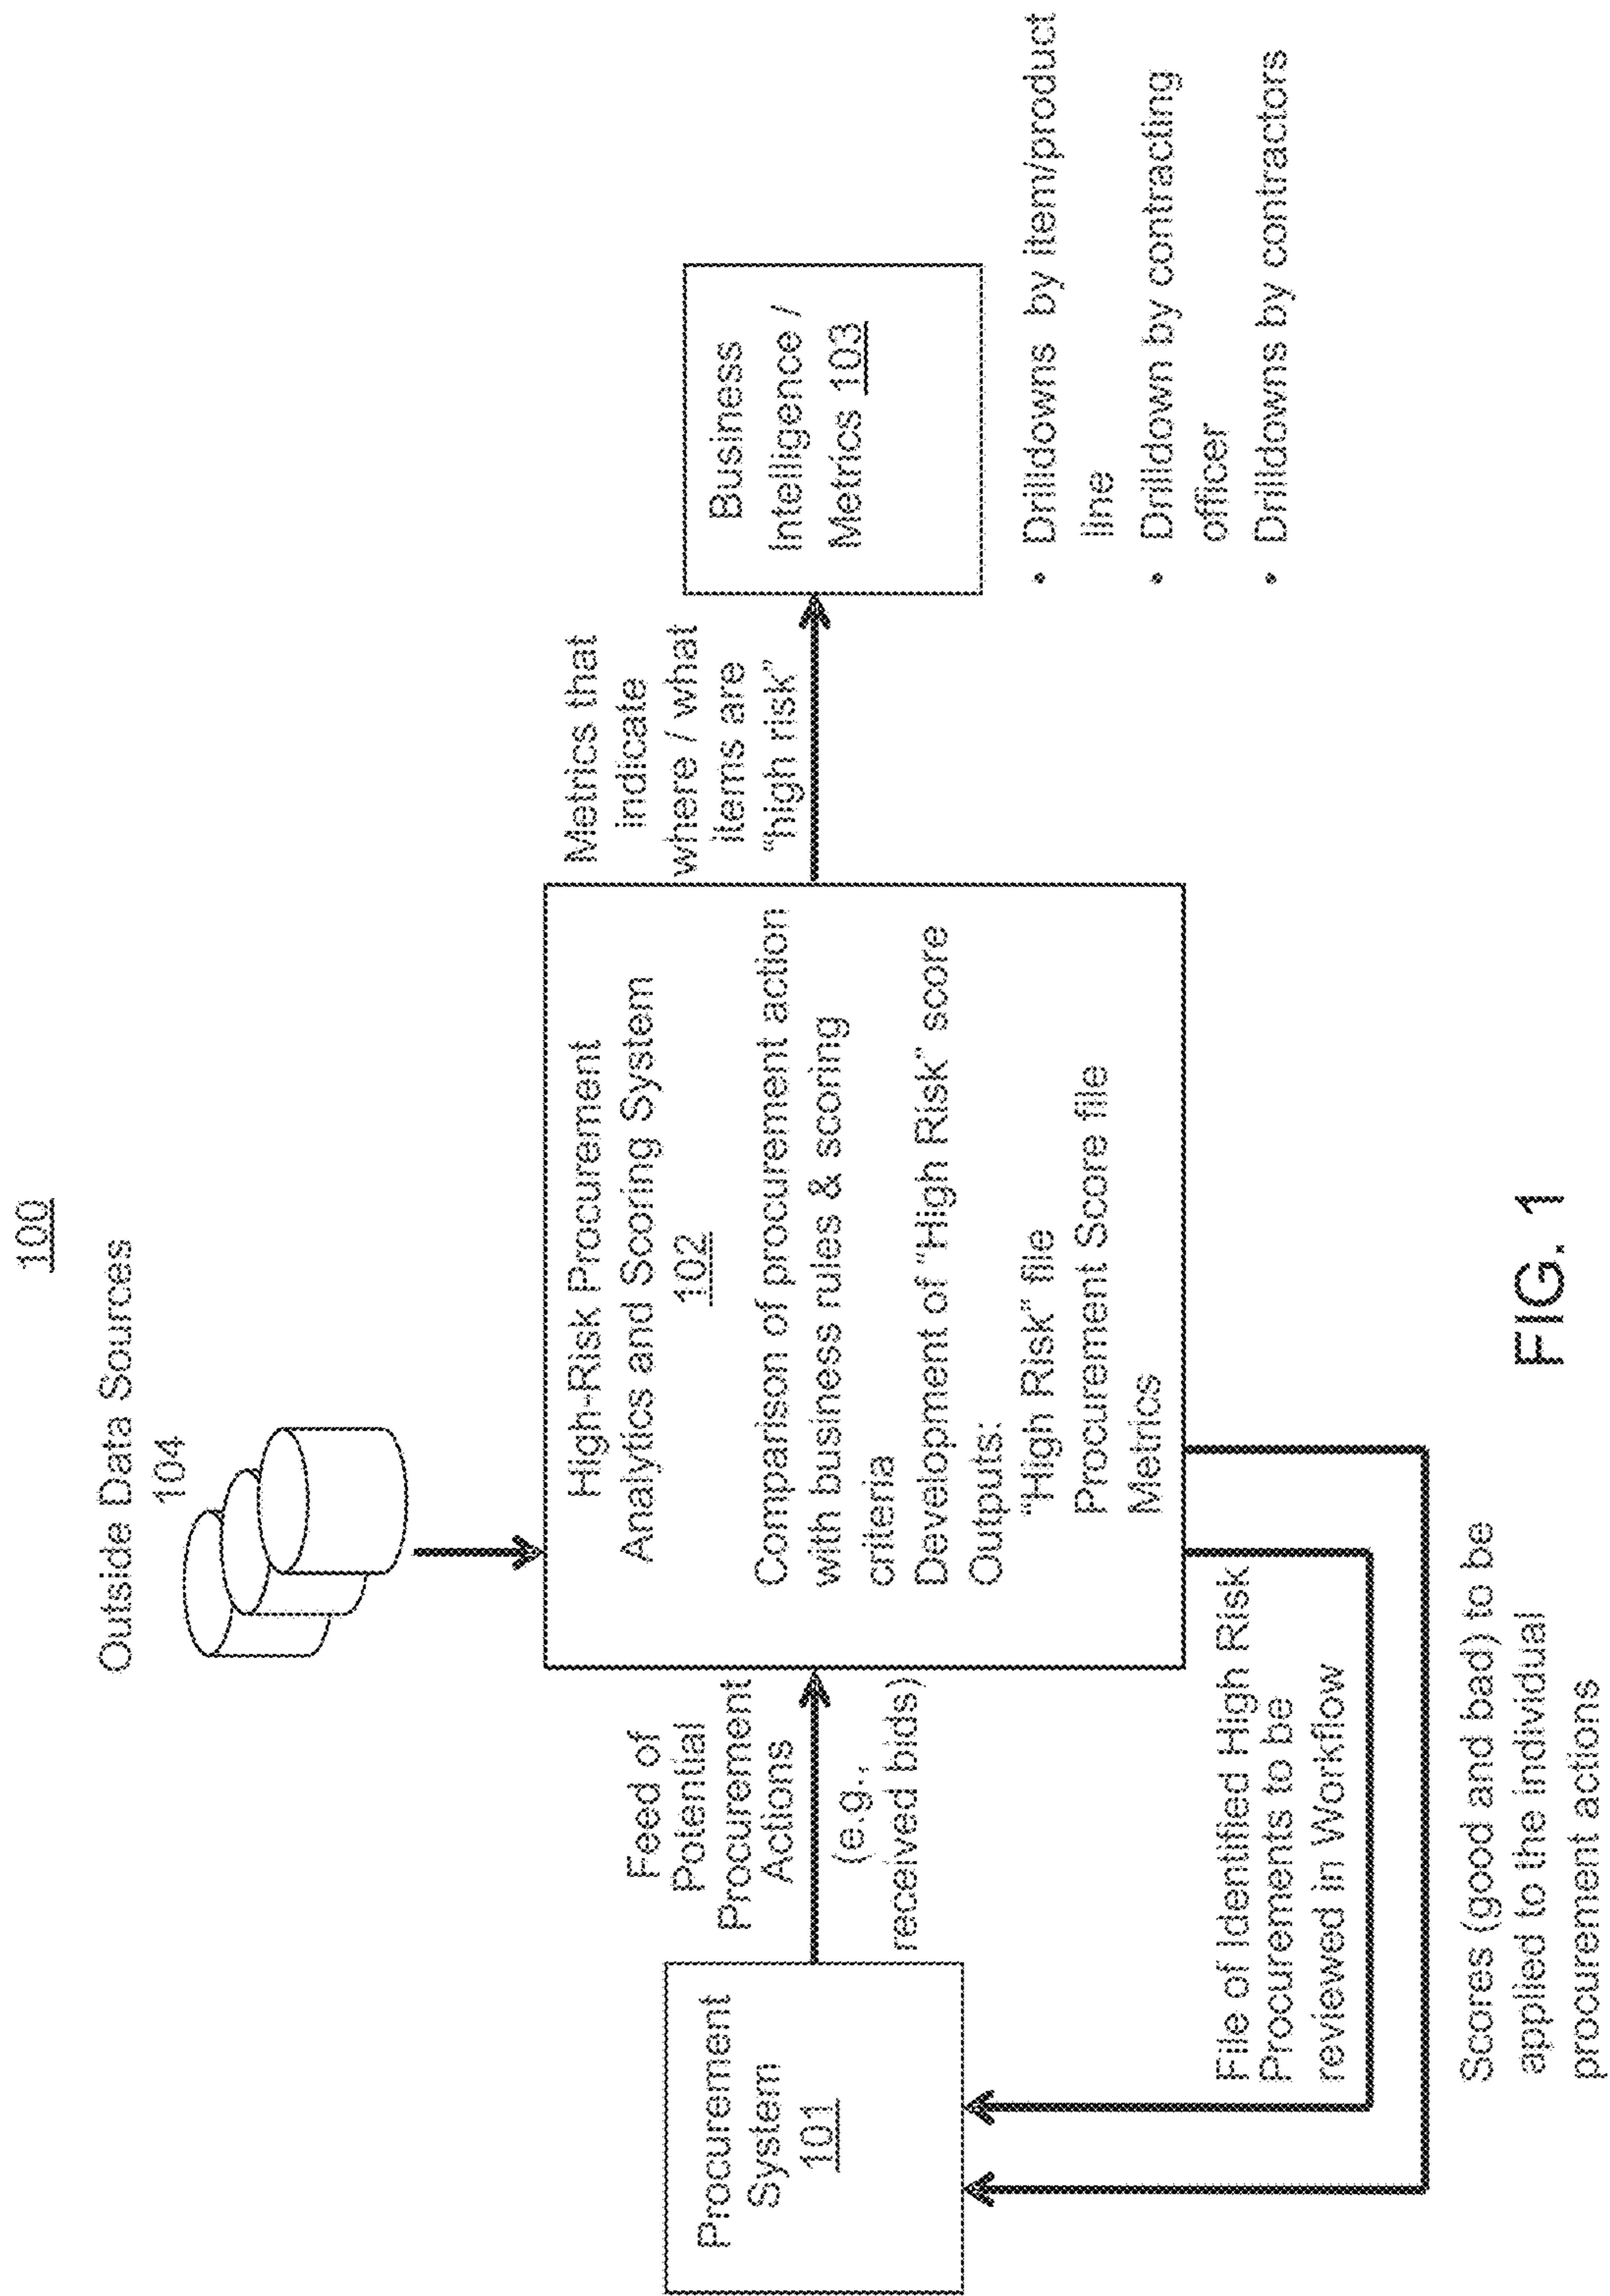 100
Outside Data Sources
104
Procurement
System
101
Feed of
Potential
Procurement
Actions
(e.g.,
received bids)
High-Risk Procurement
Analytics and Scoring System
102
Comparison of procurement action
with business rules & scoring
criteria
Development of "High Risk" score
Outputs:
"High Risk" file
Procurement Score file
Metrics
Metrics that
indicate
where / what
items are
"high risk"
Business
Intelligence /
Metrics 103
• Drilldowns by item/product
line
• Drilldown by contracting
officer
• Drilldowns by contractors
File of Identified High Risk
Procurements to be
reviewed in Workflow
Scores (good and bad) to be
applied to the individual
procurement actions
FIG. 1